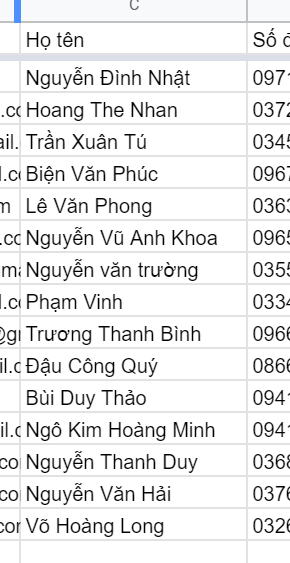 C
Họ tên Số đ
Nguyễn Đình Nhật 0971
.co Hoang The Nhan 0372
ail. Trần Xuân Tú 0345
l.co Biện Văn Phúc 0967
m Lê Văn Phong 0363
.co Nguyễn Vũ Anh Khoa 0965
ma Nguyễn văn trường 0355
l.co Phạm Vinh 0334
@gr Trương Thanh Bình 0966
il.c Đậu Công Quý 0866
Bùi Duy Thảo 0941
il.c Ngô Kim Hoàng Minh 0941
.cor Nguyễn Thanh Duy 0368
.co Nguyễn Văn Hải 0376
.cor Võ Hoàng Long 0326